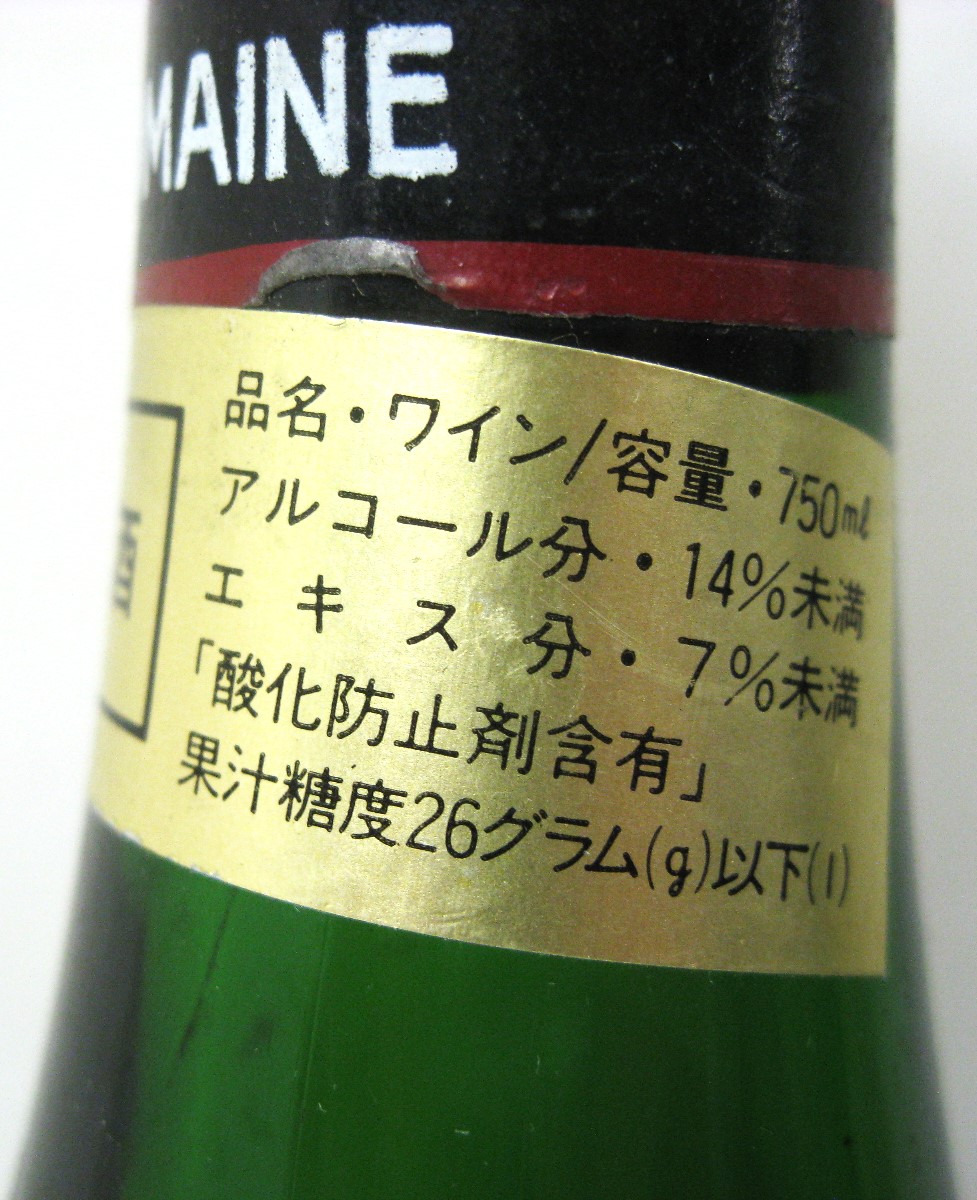 MAINE
品名・ワイン/容量・750ml
アルコール分・14%未満
エキス分・7%未満
「酸化防止剤含有」
果汁糖度26グラム(g)以下(1)